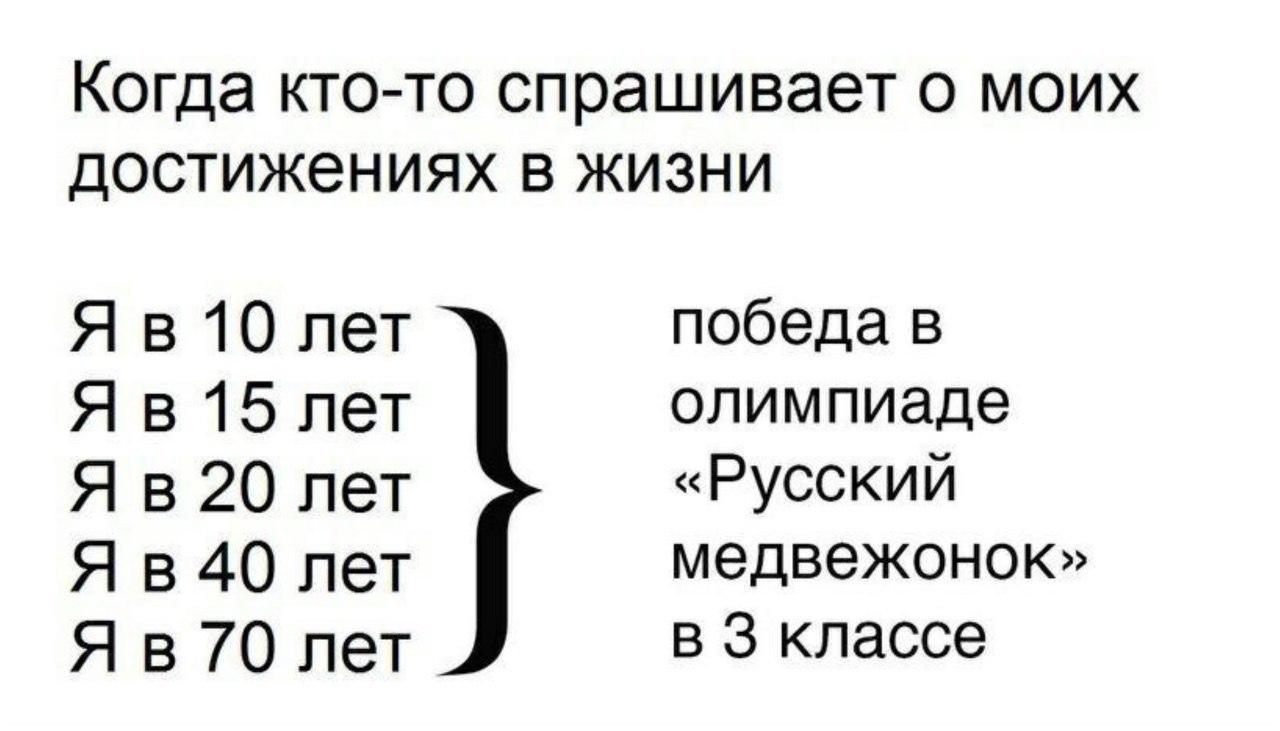 Когда кто-то спрашивает о моих
достижениях в жизни
Я в 10 лет
Я в 15 лет
Я в 20 лет
Я в 40 лет
Я в 70 лет
победа в
олимпиаде
«Русский
медвежонок»
в 3 классе